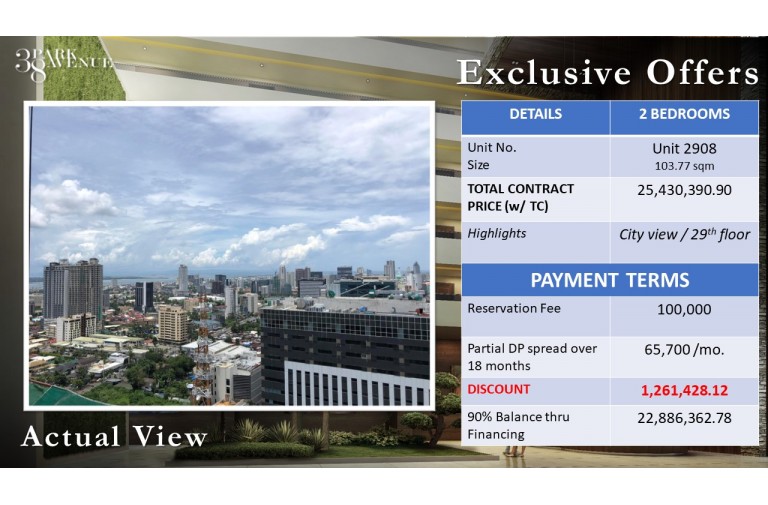 38 PARK
AVENUE
Exclusive Offers
DETAILS 2 BEDROOMS
Unit No. Unit 2908
Size 103.77 sqm
TOTAL CONTRACT
PRICE (w/ TC) 25,430,390.90
Highlights City view / 29th floor
PAYMENT TERMS
Reservation Fee 100,000
Partial DP spread over
18 months 65,700 /mo.
DISCOUNT 1,261,428.12
90% Balance thru
Financing 22,886,362.78
Actual View